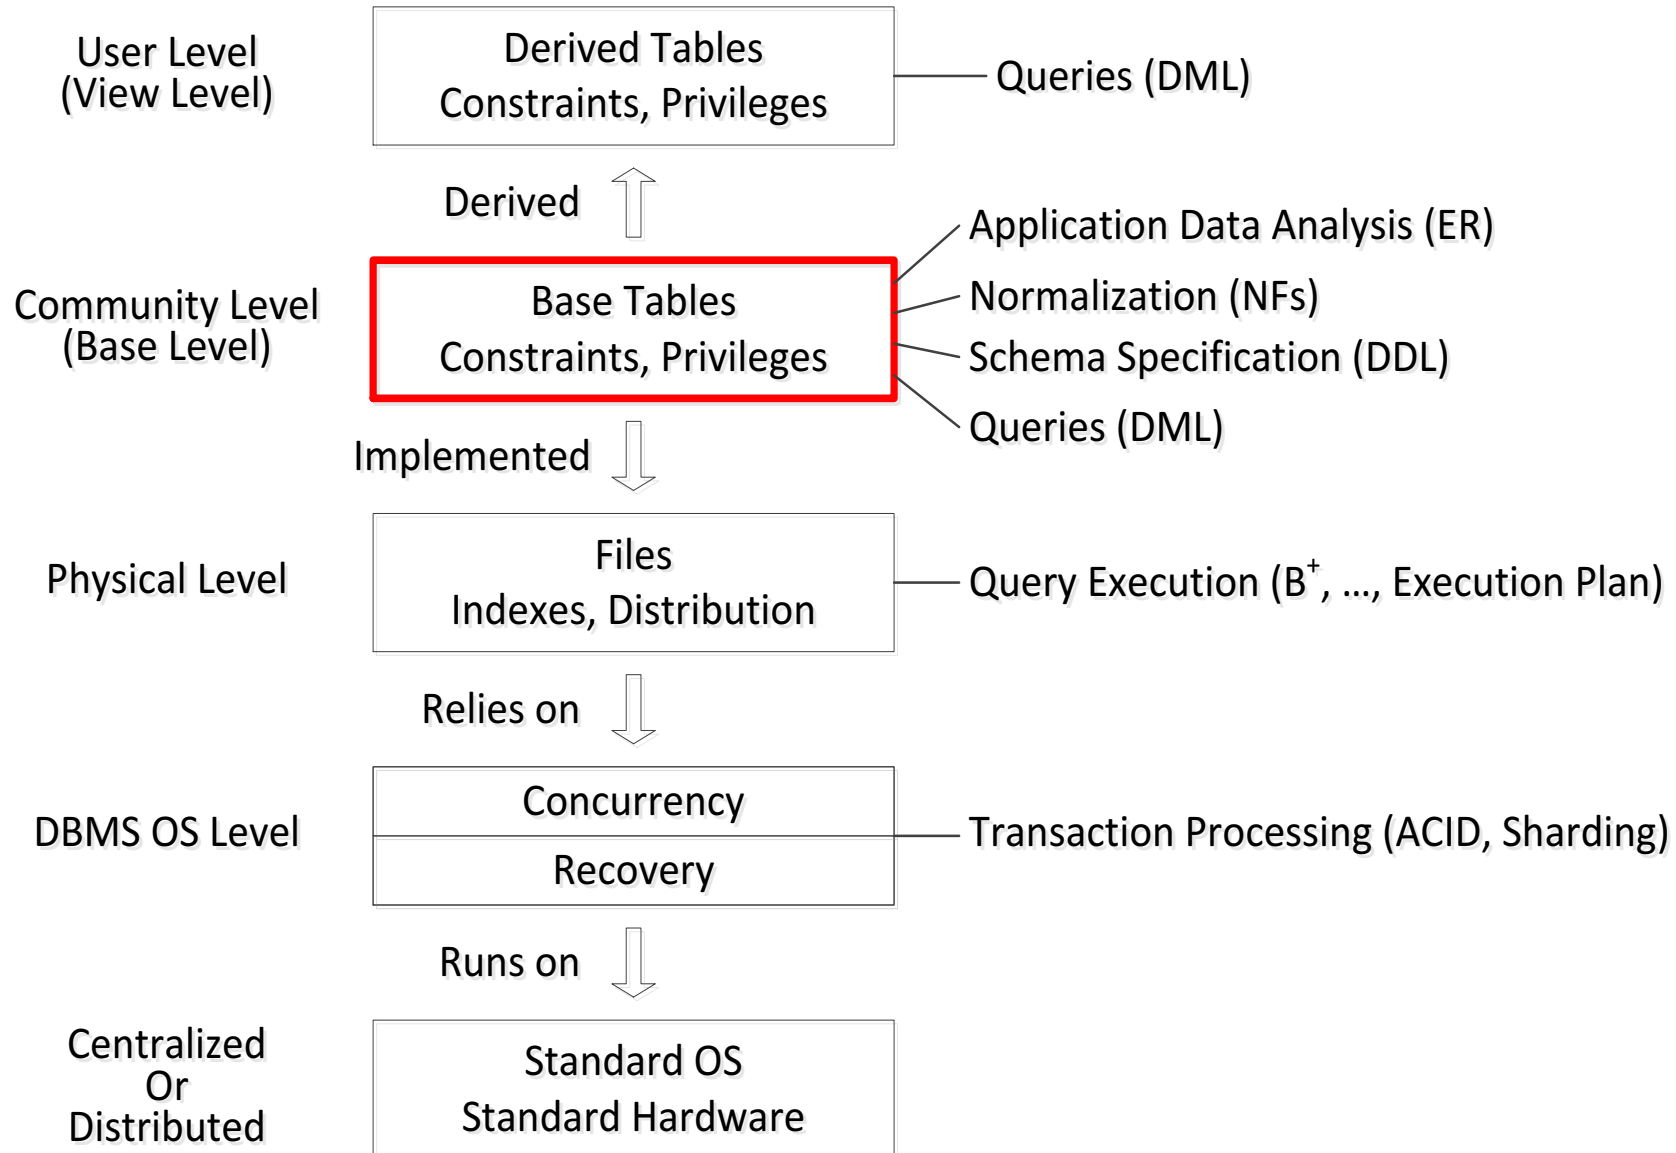 User Level
(View Level)
Derived Tables
Constraints, Privileges
Queries (DML)
Derived
Community Level
(Base Level)
Base Tables
Constraints, Privileges
Application Data Analysis (ER)
Normalization (NFs)
Schema Specification (DDL)
Queries (DML)
Implemented
Physical Level
Files
Indexes, Distribution
Query Execution (B⁺, ..., Execution Plan)
Relies on
DBMS OS Level
Concurrency
Recovery
Transaction Processing (ACID, Sharding)
Runs on
Centralized
Or
Distributed
Standard OS
Standard Hardware